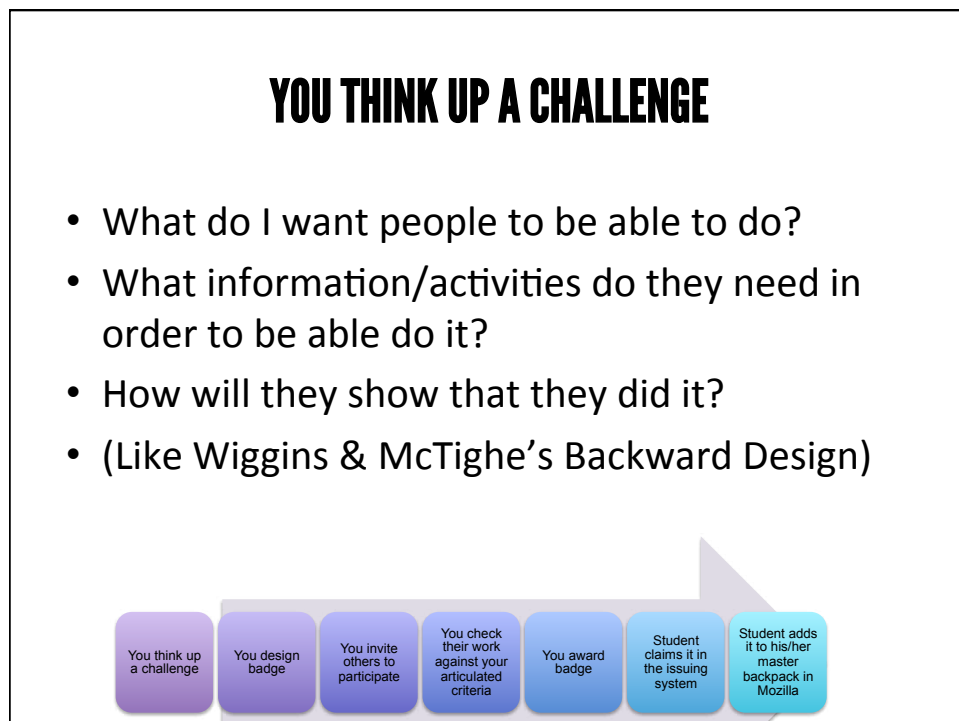 YOU THINK UP A CHALLENGE
• What do I want people to be able to do?
• What information/activities do they need in
order to be able do it?
• How will they show that they did it?
• (Like Wiggins & McTighe’s Backward Design)
You think up
a challenge
You design
badge
You invite
others to
participate
You check
their work
against your
articulated
criteria
You award
badge
Student
claims it in
the issuing
system
Student adds
it to his/her
master
backpack in
Mozilla